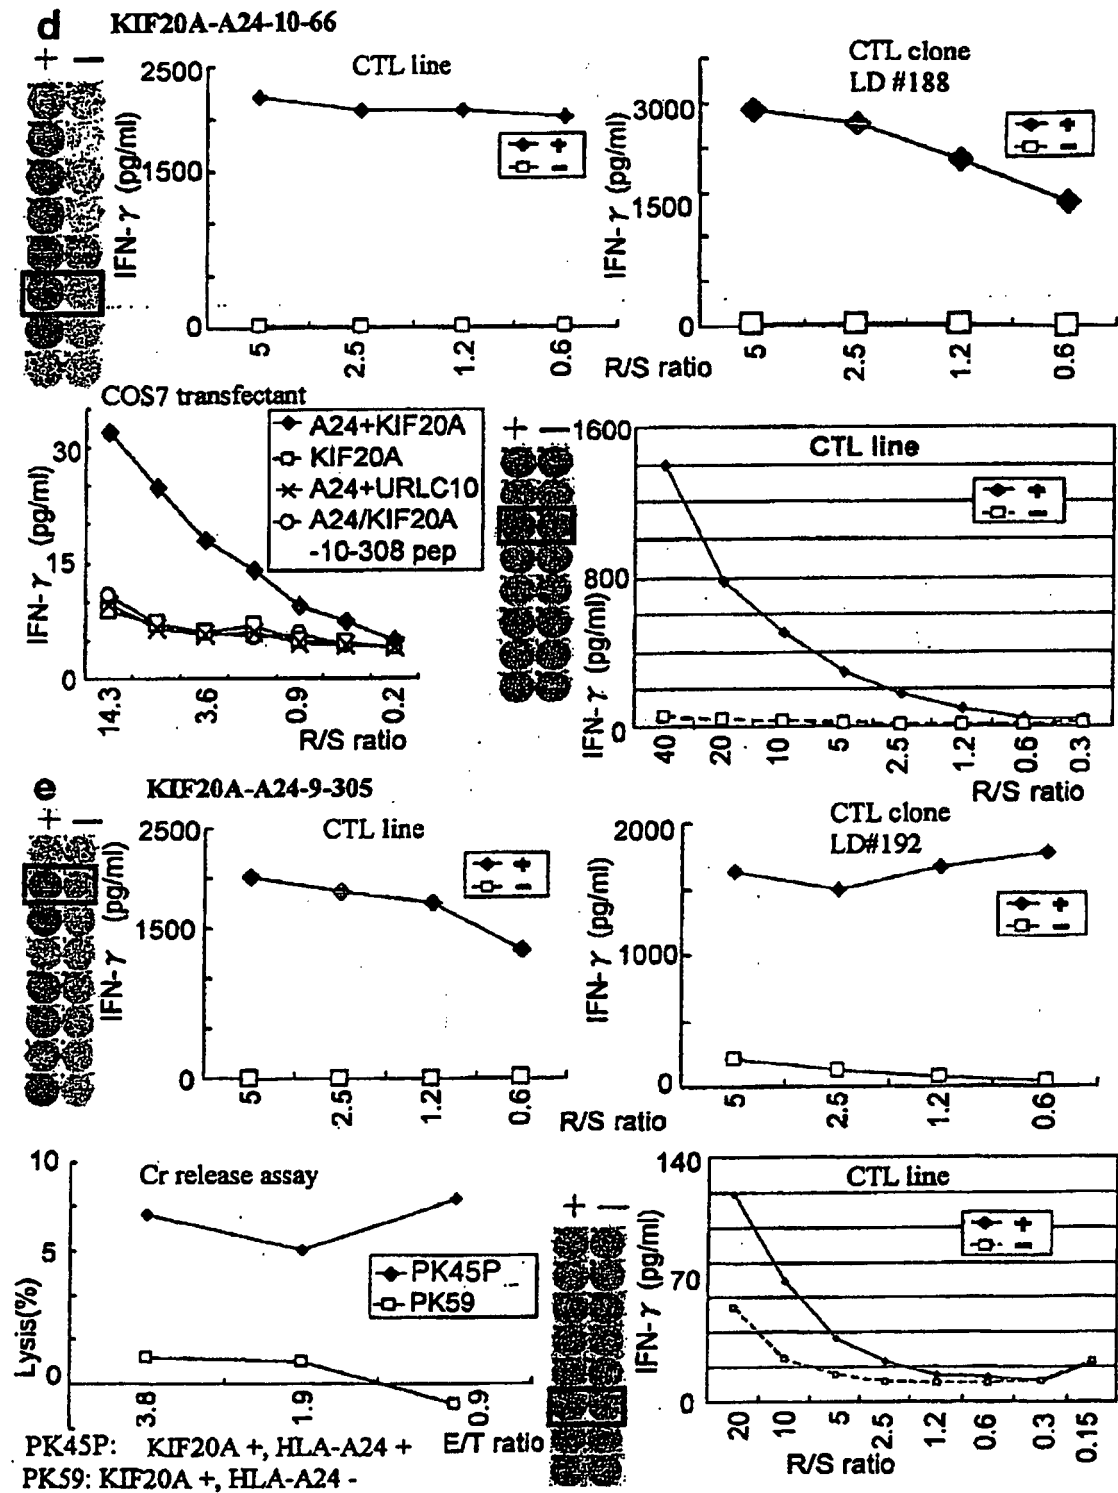 d KIF20A-A24-10-66
+ −
CTL line
IFN-γ (pg/ml)
2500
1500
0
+
−
5 2.5 1.2 0.6
CTL clone
LD #188
IFN-γ (pg/ml)
3000
1500
0
+
−
5 2.5 1.2 0.6
R/S ratio
COS7 transfectant
IFN-γ (pg/ml)
30
15
0
A24+KIF20A
KIF20A
A24+URLC10
A24/KIF20A
-10-308 pep
14.3 3.6 0.9 0.2
R/S ratio
+ −
CTL line
IFN-γ (pg/ml)
1600
800
0
+
−
40 20 10 5 2.5 1.2 0.6 0.3
R/S ratio
e KIF20A-A24-9-305
+ −
CTL line
IFN-γ (pg/ml)
2500
1500
0
+
−
5 2.5 1.2 0.6
R/S ratio
CTL clone
LD#192
IFN-γ (pg/ml)
2000
1000
0
+
−
5 2.5 1.2 0.6
Cr release assay
Lysis(%)
10
5
0
PK45P
PK59
3.8 1.9 0.9
E/T ratio
PK45P: KIF20A +, HLA-A24 +
PK59: KIF20A +, HLA-A24 -
+ −
CTL line
IFN-γ (pg/ml)
140
70
0
+
−
20 10 5 2.5 1.2 0.6 0.3 0.15
R/S ratio